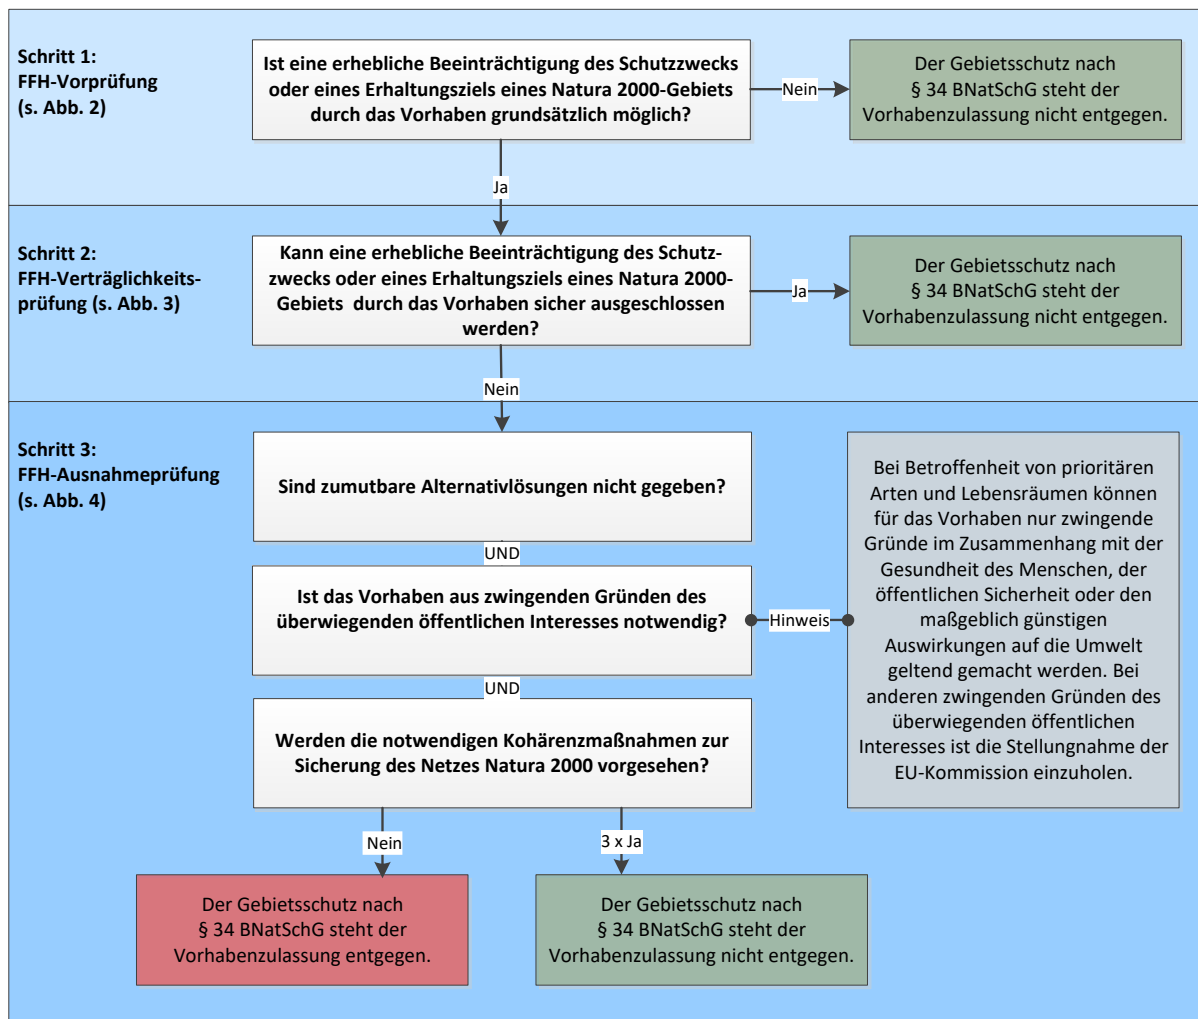 Schritt 1:
FFH-Vorprüfung
(s. Abb. 2)
Ist eine erhebliche Beeinträchtigung des Schutzzwecks
oder eines Erhaltungsziels eines Natura 2000-Gebiets
durch das Vorhaben grundsätzlich möglich?
Nein
Der Gebietsschutz nach
§ 34 BNatSchG steht der
Vorhabenzulassung nicht entgegen.
Ja
Schritt 2:
FFH-Verträglichkeits-
prüfung (s. Abb. 3)
Kann eine erhebliche Beeinträchtigung des Schutz-
zwecks oder eines Erhaltungsziels eines Natura 2000-
Gebiets durch das Vorhaben sicher ausgeschlossen
werden?
Ja
Der Gebietsschutz nach
§ 34 BNatSchG steht der
Vorhabenzulassung nicht entgegen.
Nein
Schritt 3:
FFH-Ausnahmeprüfung
(s. Abb. 4)
Sind zumutbare Alternativlösungen nicht gegeben?
UND
Ist das Vorhaben aus zwingenden Gründen des
überwiegenden öffentlichen Interesses notwendig?
Hinweis
Bei Betroffenheit von prioritären
Arten und Lebensräumen können
für das Vorhaben nur zwingende
Gründe im Zusammenhang mit der
Gesundheit des Menschen, der
öffentlichen Sicherheit oder den
maßgeblich günstigen
Auswirkungen auf die Umwelt
geltend gemacht werden. Bei
anderen zwingenden Gründen des
überwiegenden öffentlichen
Interesses ist die Stellungnahme der
EU-Kommission einzuholen.
UND
Werden die notwendigen Kohärenzmaßnahmen zur
Sicherung des Netzes Natura 2000 vorgesehen?
Nein
3 x Ja
Der Gebietsschutz nach
§ 34 BNatSchG steht der
Vorhabenzulassung entgegen.
Der Gebietsschutz nach
§ 34 BNatSchG steht der
Vorhabenzulassung nicht entgegen.